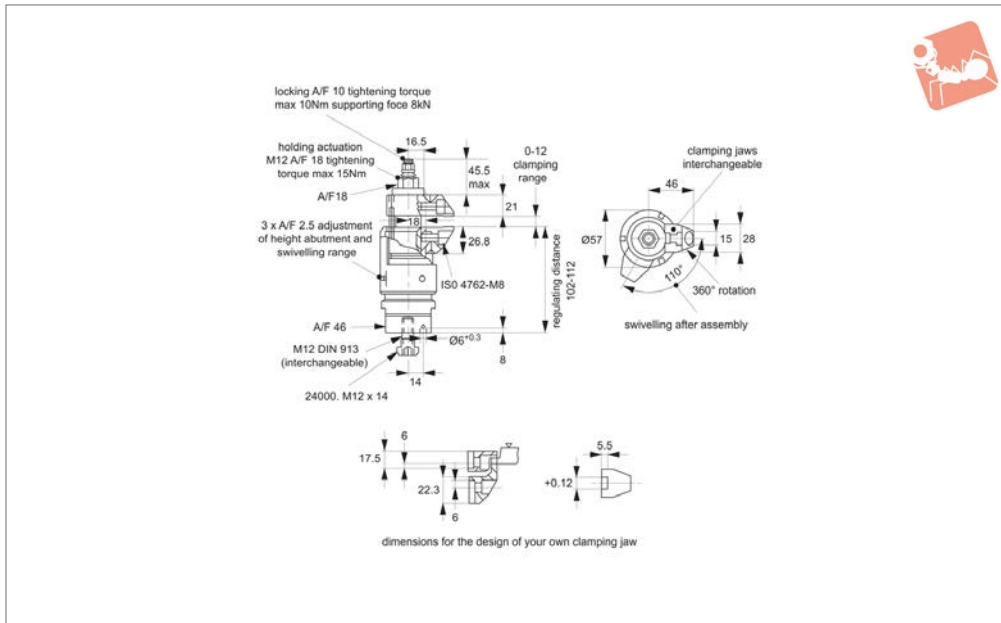 locking A/F 10 tightening torque
max 10Nm supporting foce 8kN
holding actuation
M12 A/F 18 tightening
torque max 15Nm
A/F18
3 x A/F 2.5 adjustment
of height abutment and
swivelling range
A/F 46
M12 DIN 913
(interchangeable)
24000. M12 x 14
16.5
45.5
max
0-12
clamping
range
21
18
26.8
IS0 4762-M8
regulating distance
102-112
Ø6+0.3
8
14
clamping jaws
interchangeable
46
Ø57
15
28
110°
360° rotation
swivelling after assembly
6
17.5
22.3
6
5.5
+0.12
dimensions for the design of your own clamping jaw